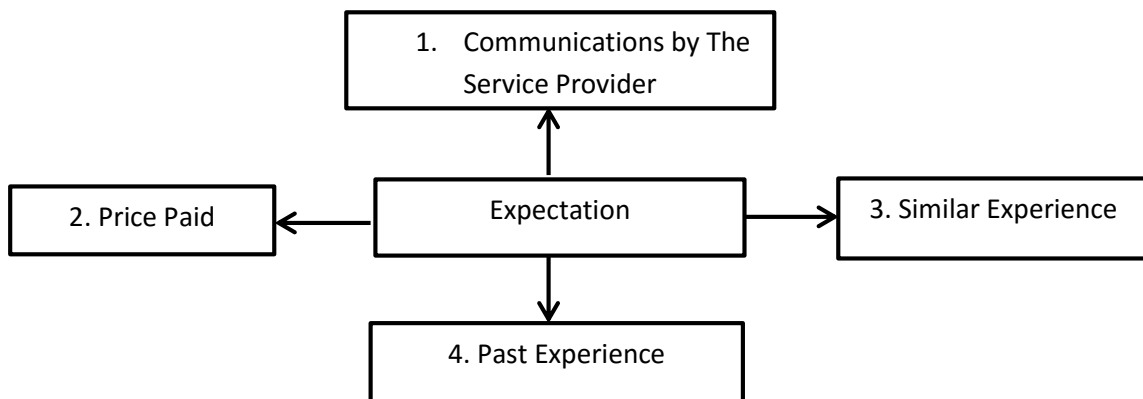 1. Communications by The
Service Provider
2. Price Paid
Expectation
3. Similar Experience
4. Past Experience